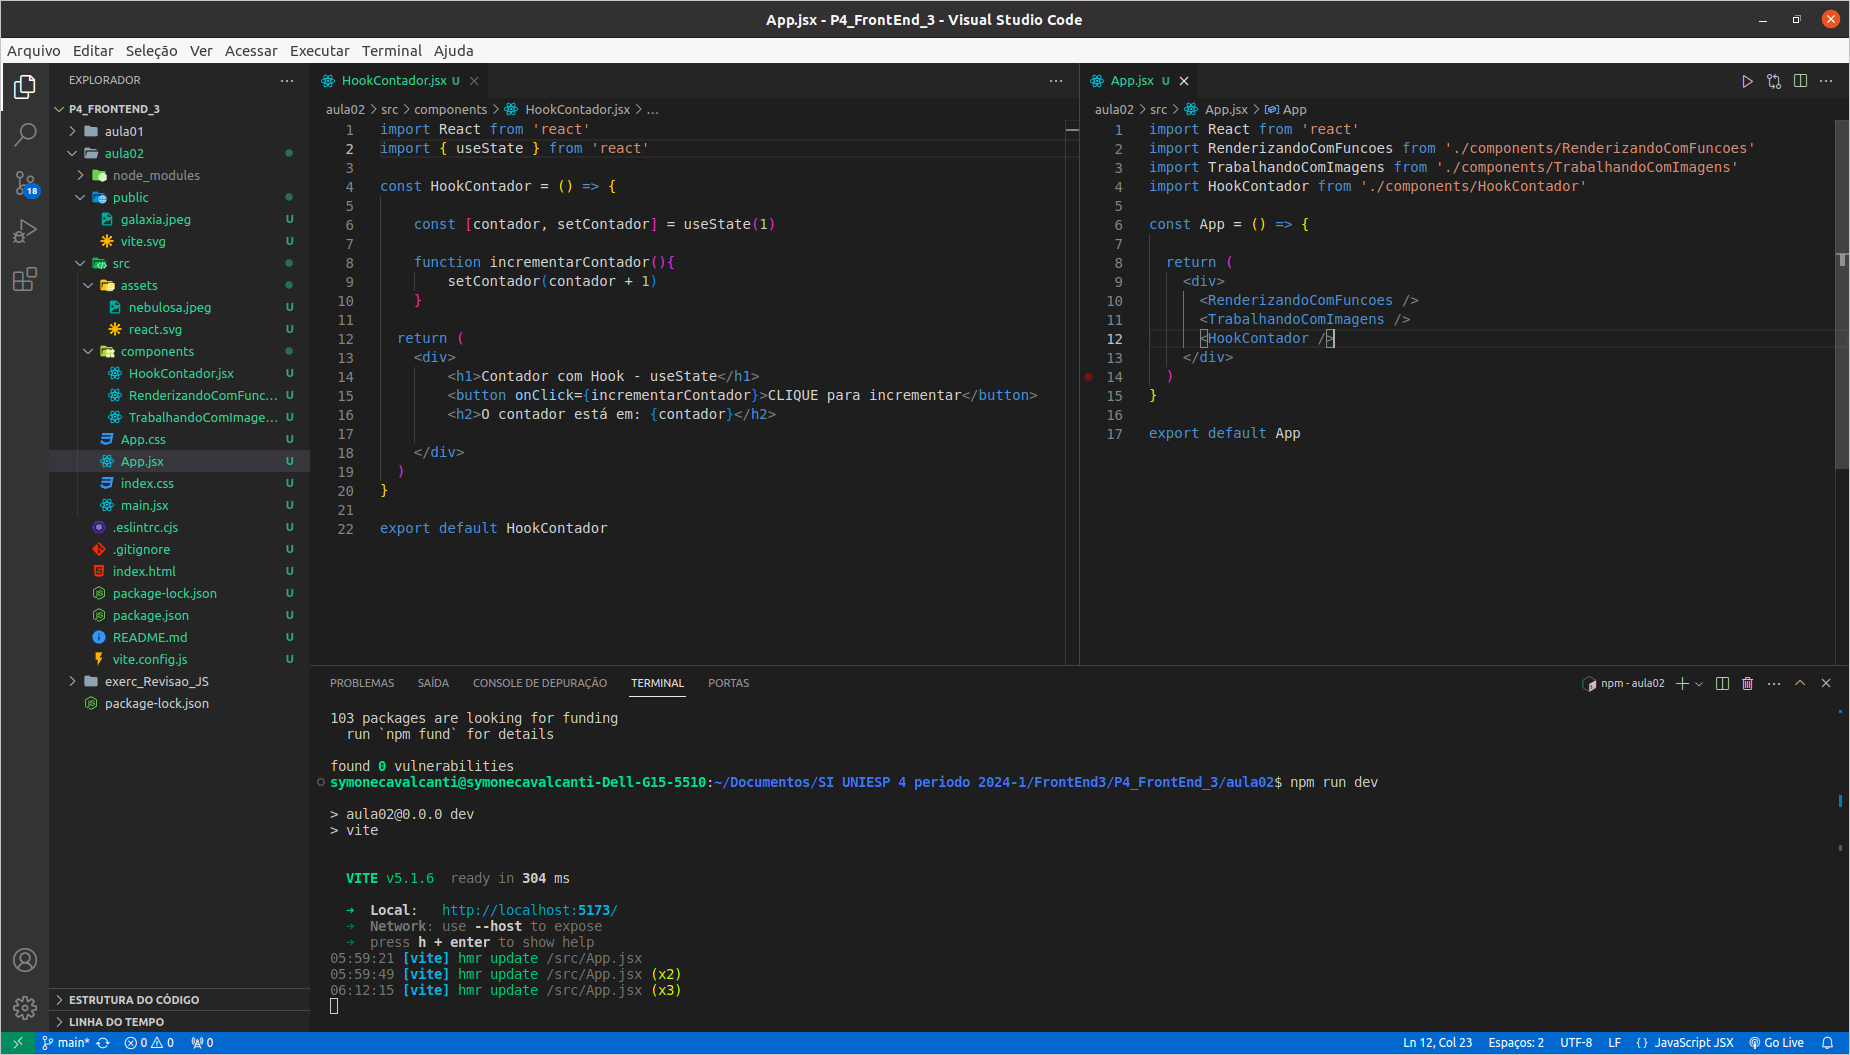 App.jsx - P4_FrontEnd_3 - Visual Studio Code
Arquivo Editar Seleção Ver Acessar Executar Terminal Ajuda
EXPLORADOR
P4_FRONTEND_3
aula01
aula02
node_modules
public
galaxia.jpeg U
vite.svg U
src
assets
nebulosa.jpeg U
react.svg U
components
HookContador.jsx U
RenderizandoComFunc... U
TrabalhandoComImage... U
App.css U
App.jsx U
index.css U
main.jsx U
.eslintrc.cjs U
.gitignore U
index.html U
package-lock.json U
package.json U
README.md U
vite.config.js U
exerc_Revisao_JS
package-lock.json
ESTRUTURA DO CÓDIGO
LINHA DO TEMPO
18
HookContador.jsx U
aula02 > src > components > HookContador.jsx > ...
1 import React from 'react'
2 import { useState } from 'react'
3
4 const HookContador = () => {
5
6 const [contador, setContador] = useState(1)
7
8 function incrementarContador(){
9 setContador(contador + 1)
10 }
11
12 return (
13 <div>
14 <h1>Contador com Hook - useState</h1>
15 <button onClick={incrementarContador}>CLIQUE para incrementar</button>
16 <h2>O contador está em: {contador}</h2>
17
18 </div>
19 )
20 }
21
22 export default HookContador
App.jsx U
aula02 > src > App.jsx > App
1 import React from 'react'
2 import RenderizandoComFuncoes from './components/RenderizandoComFuncoes'
3 import TrabalhandoComImagens from './components/TrabalhandoComImagens'
4 import HookContador from './components/HookContador'
5
6 const App = () => {
7
8 return (
9 <div>
10 <RenderizandoComFuncoes />
11 <TrabalhandoComImagens />
12 <HookContador />
13 </div>
14 )
15 }
16
17 export default App
PROBLEMAS SAÍDA CONSOLE DE DEPURAÇÃO TERMINAL PORTAS
npm - aula02
103 packages are looking for funding
run `npm fund` for details
found 0 vulnerabilities
symonecavalcanti@symonecavalcanti-Dell-G15-5510:~/Documentos/SI UNIESP 4 periodo 2024-1/FrontEnd3/P4_FrontEnd_3/aula02$ npm run dev
> aula02@0.0.0 dev
> vite
VITE v5.1.6 ready in 304 ms
➜ Local: http://localhost:5173/
➜ Network: use --host to expose
➜ press h + enter to show help
05:59:21 [vite] hmr update /src/App.jsx
05:59:49 [vite] hmr update /src/App.jsx (x2)
06:12:15 [vite] hmr update /src/App.jsx (x3)
main* 0 0 0
Ln 12, Col 23 Espaços: 2 UTF-8 LF {} JavaScript JSX Go Live